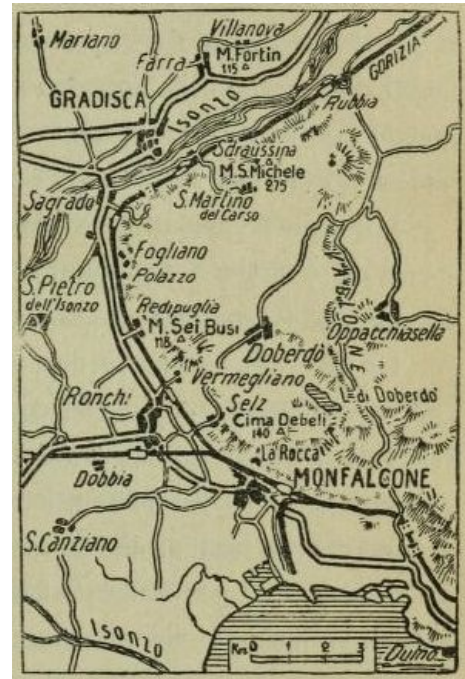 Mariano
Villanova
Farra
M. Fortin
115
GORIZIA
GRADISCA
ISONZO
Rubbia
Sdraussina
M.S. Michele
275
Sagrado
S. Martino
del Carso
Fogliano
Polazzo
S. Pietro
dell'Isonzo
VALLONE
Redipuglia
M. Sei Busi
118
Oppacchiasella
Doberdò
Vermegliano
L. di Doberdò
Ronchi
Selz
Cima Debeli
140
La Rocca
MONFALCONE
Dobbia
S. Canziano
Isonzo
Km 0 1 2 3
Duino